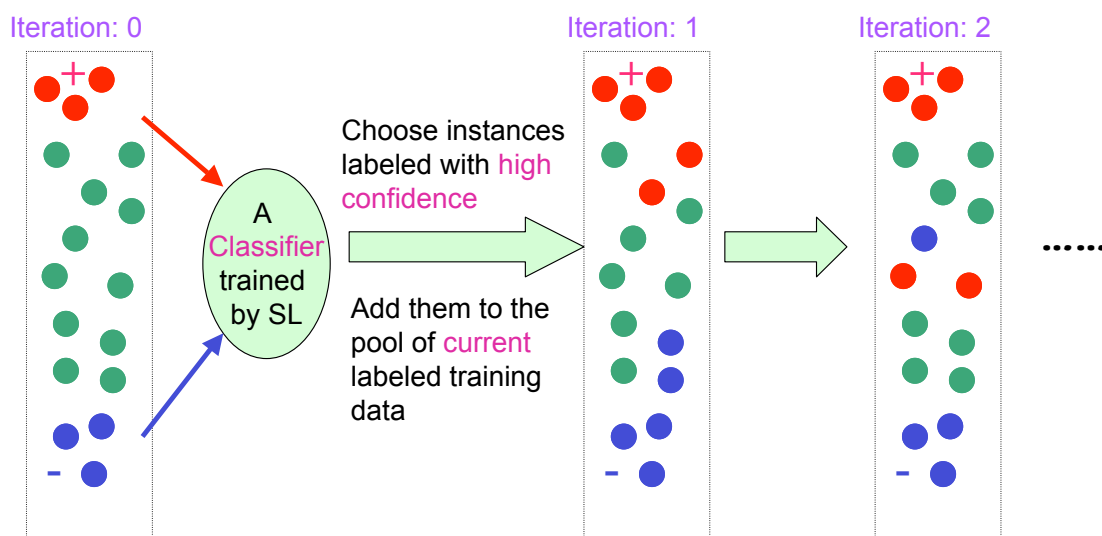 Iteration: 0
Iteration: 1
Iteration: 2
+
+
+
Choose instances
labeled with high
confidence
A
Classifier
trained
by SL
Add them to the
pool of current
labeled training
data
……
-
-
-